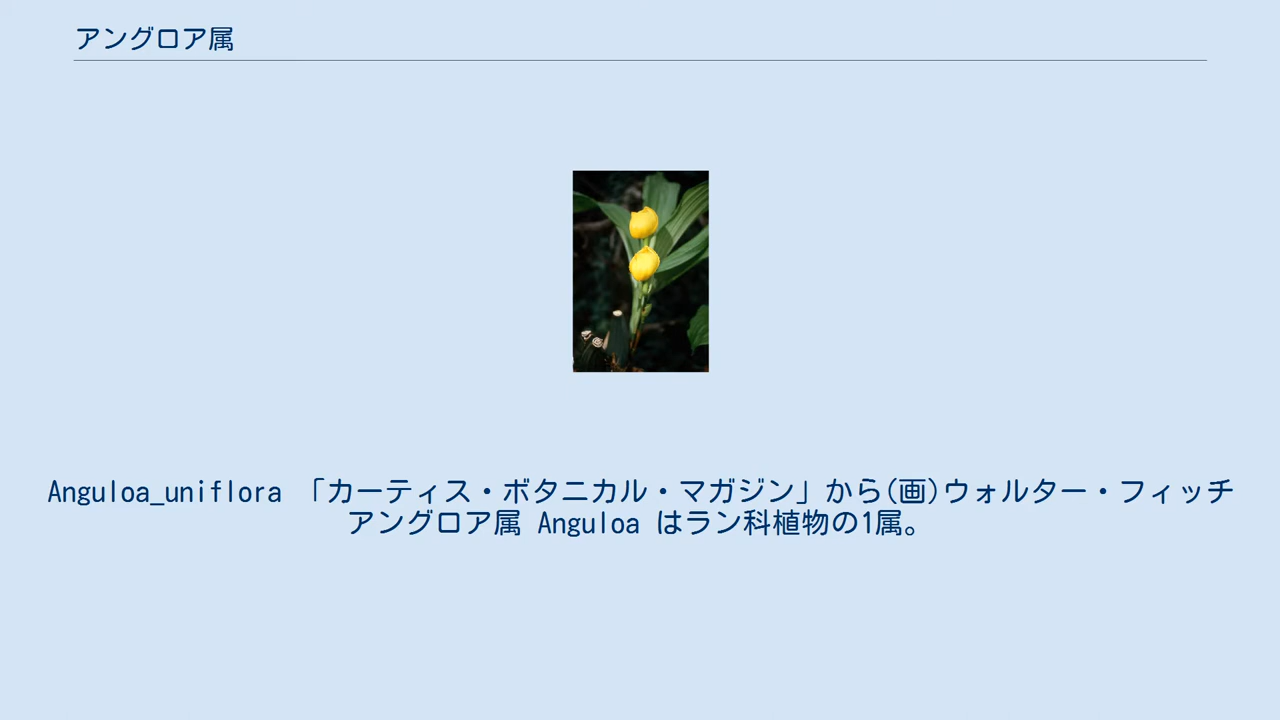 アングロア属
Anguloa_uniflora 「カーティス・ボタニカル・マガジン」から(画)ウォルター・フィッチ
アングロア属 Anguloa はラン科植物の1属。